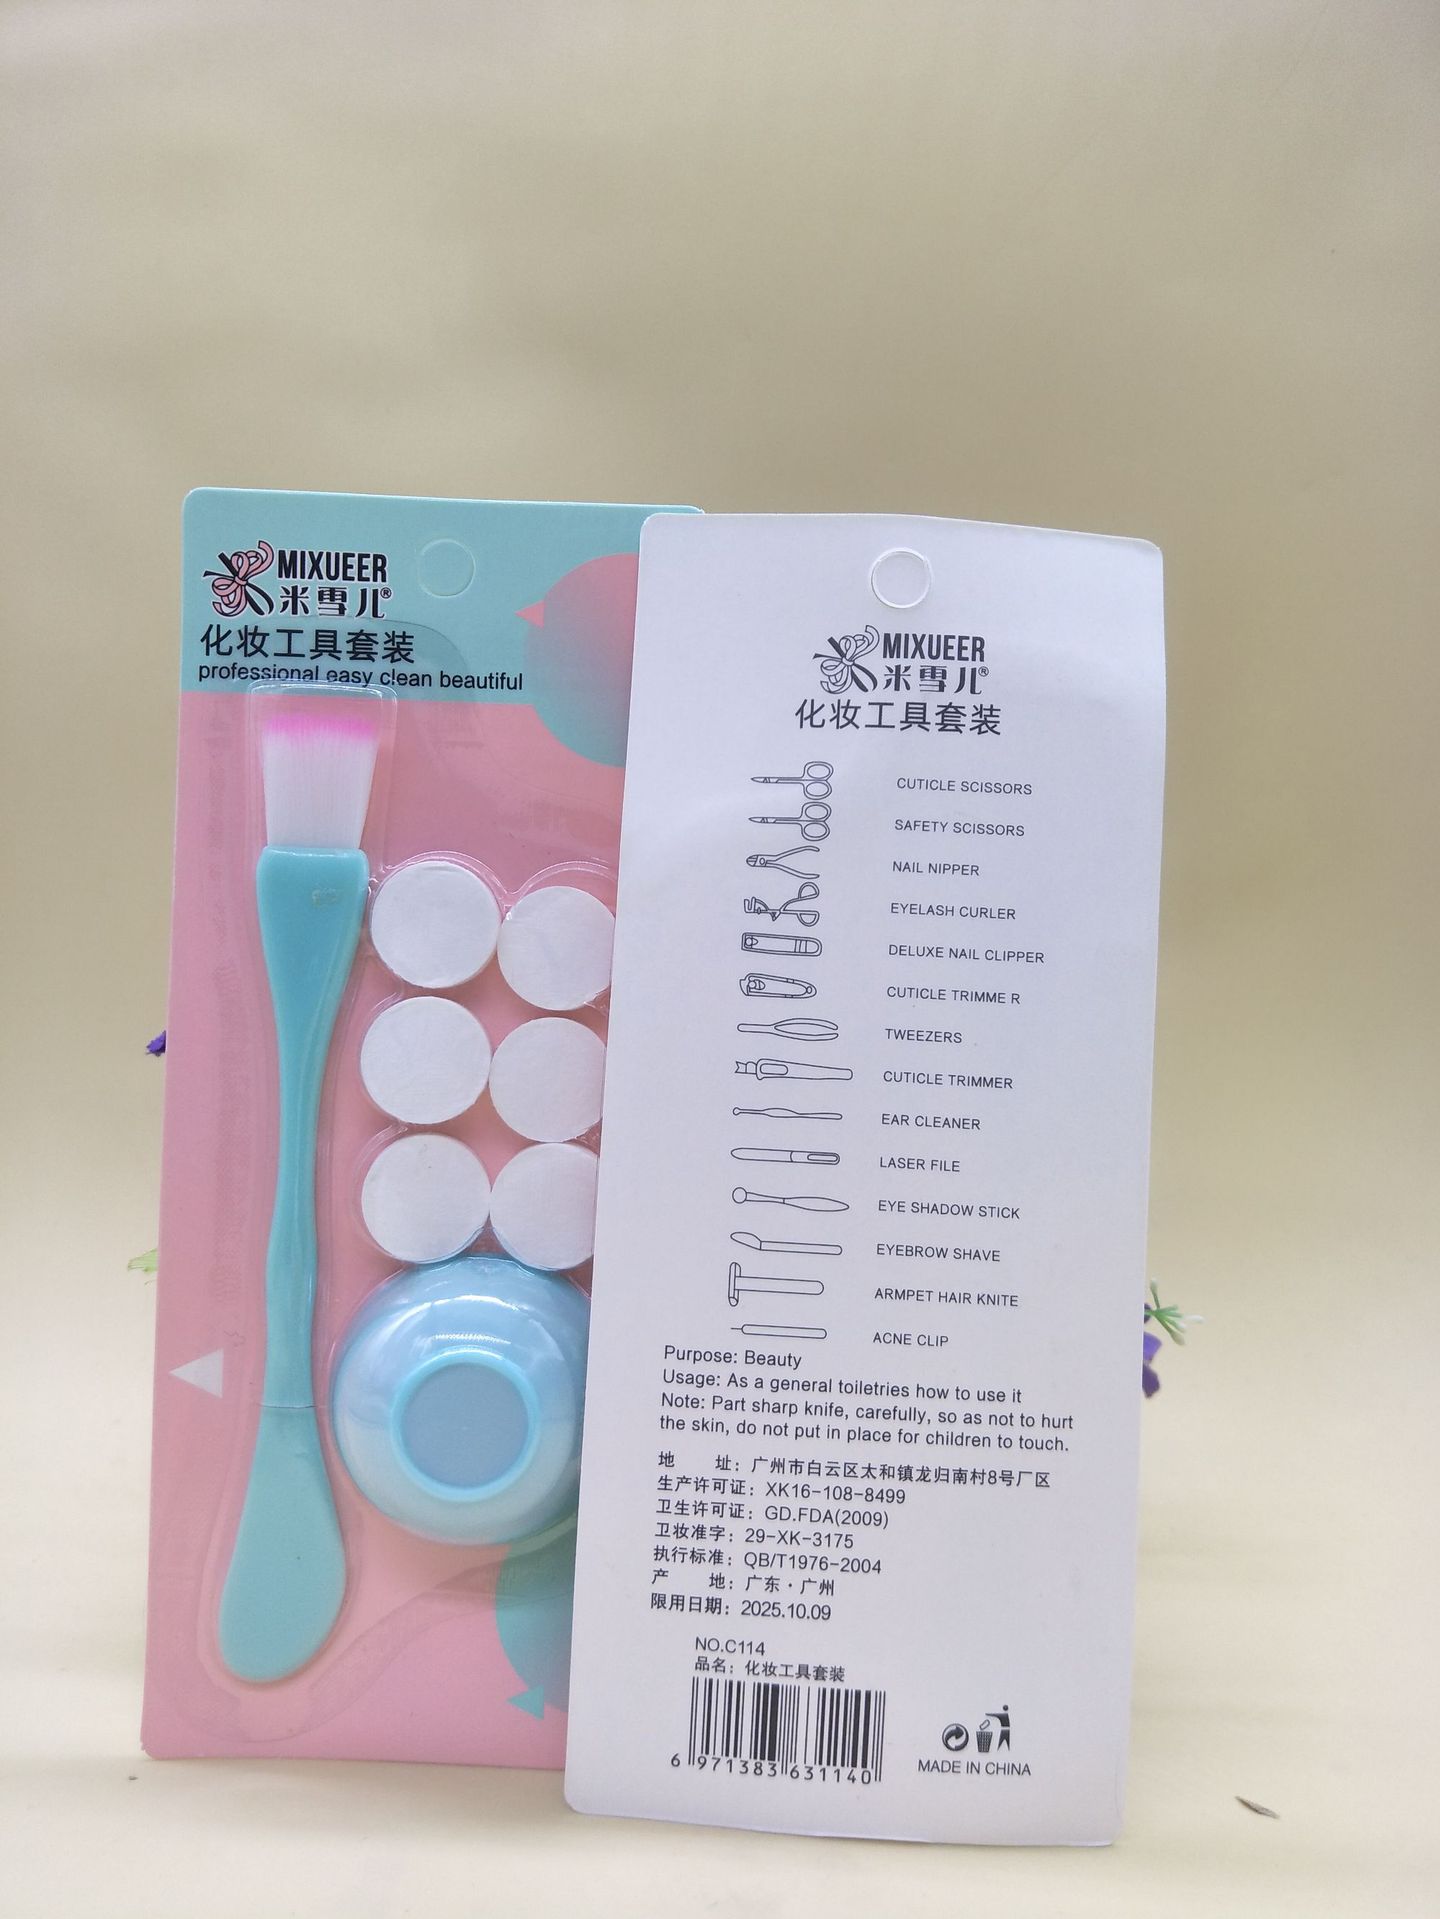 MIXUEER
米雪儿®
化妆工具套装
professional easy clean beautiful
MIXUEER
米雪儿®
化妆工具套装
CUTICLE SCISSORS
SAFETY SCISSORS
NAIL NIPPER
EYELASH CURLER
DELUXE NAIL CLIPPER
CUTICLE TRIMME R
TWEEZERS
CUTICLE TRIMMER
EAR CLEANER
LASER FILE
EYE SHADOW STICK
EYEBROW SHAVE
ARMPET HAIR KNITE
ACNE CLIP
Purpose: Beauty
Usage: As a general toiletries how to use it
Note: Part sharp knife, carefully, so as not to hurt
the skin, do not put in place for children to touch.
地　　址：广州市白云区太和镇龙归南村8号厂区
生产许可证：XK16-108-8499
卫生许可证：GD.FDA(2009)
卫妆准字：29-XK-3175
执行标准：QB/T1976-2004
产　　地：广东·广州
限用日期：2025.10.09
NO.C114
品名：化妆工具套装
6 971383 631140
MADE IN CHINA